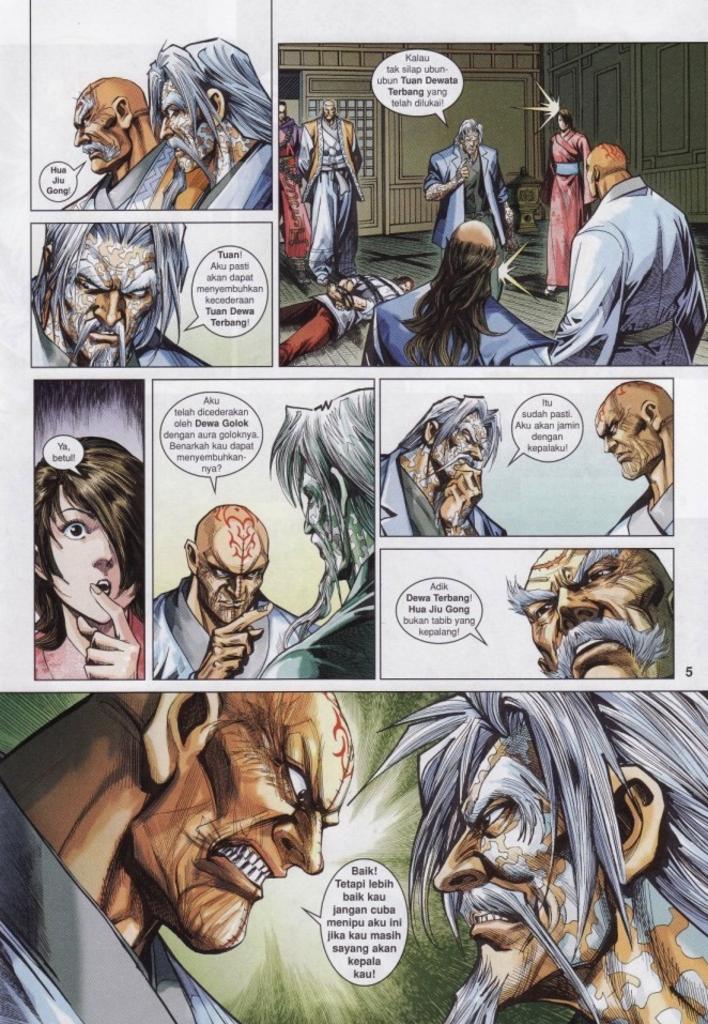 Hua
Jiu
Gong!
Kalau
tak silap ubun-
ubun Tuan Dewata
Terbang yang
telah dilukai!
Tuan!
Aku pasti
akan dapat
menyembuhkan
kecederaan
Tuan Dewa
Terbang!
Ya,
betul!
Aku
telah dicederakan
oleh Dewa Golok
dengan aura goloknya.
Benarkah kau dapat
menyembuhkan-
nya?
Itu
sudah pasti.
Aku akan jamin
dengan
kepalaku!
Adik
Dewa Terbang!
Hua Jiu Gong
bukan tabib yang
kepalang!
5
Baik!
Tetapi lebih
baik kau
jangan cuba
menipu aku ini
jika kau masih
sayang akan
kepala
kau!